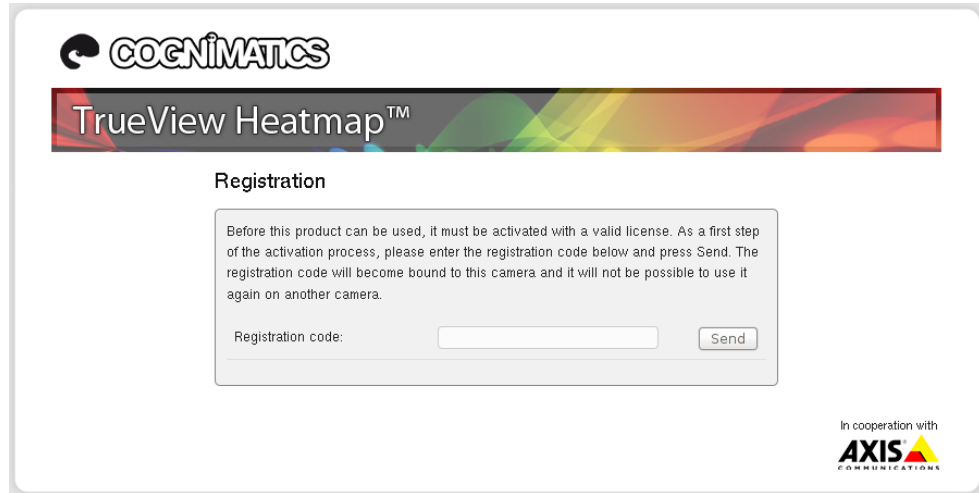 COGNIMATICS
TrueView Heatmap™
Registration
Before this product can be used, it must be activated with a valid license. As a first step
of the activation process, please enter the registration code below and press Send. The
registration code will become bound to this camera and it will not be possible to use it
again on another camera.
Registration code:
Send
In cooperation with
AXIS
COMMUNICATIONS